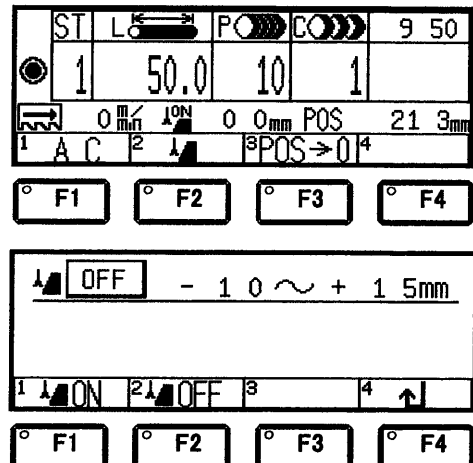 ST L P C 9 50
1 50.0 10 1
0 m/min ON 0 0mm POS 21 3mm
1 A C 2 3 POS→0 4
F1 F2 F3 F4
OFF - 1 0 ～ + 1 5mm
1 ON 2 OFF 3 4
F1 F2 F3 F4